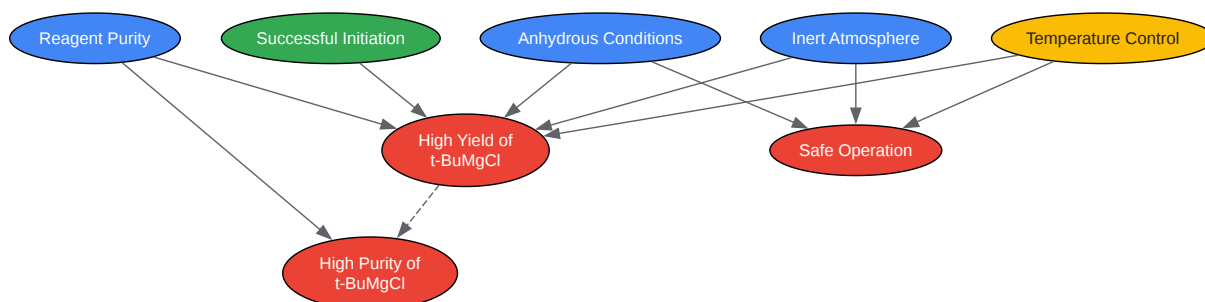 Reagent Purity
Successful Initiation
Anhydrous Conditions
Inert Atmosphere
Temperature Control
High Yield of
t-BuMgCl
Safe Operation
High Purity of
t-BuMgCl